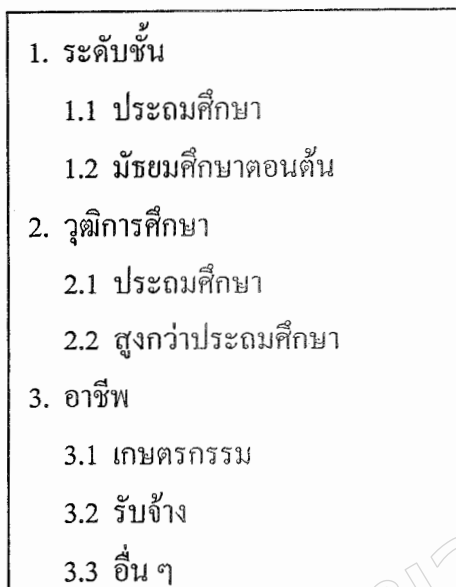 1. ระดับชั้น
1.1 ประถมศึกษา
1.2 มัธยมศึกษาตอนต้น
2. วุฒิการศึกษา
2.1 ประถมศึกษา
2.2 สูงกว่าประถมศึกษา
3. อาชีพ
3.1 เกษตรกรรม
3.2 รับจ้าง
3.3 อื่น ๆ